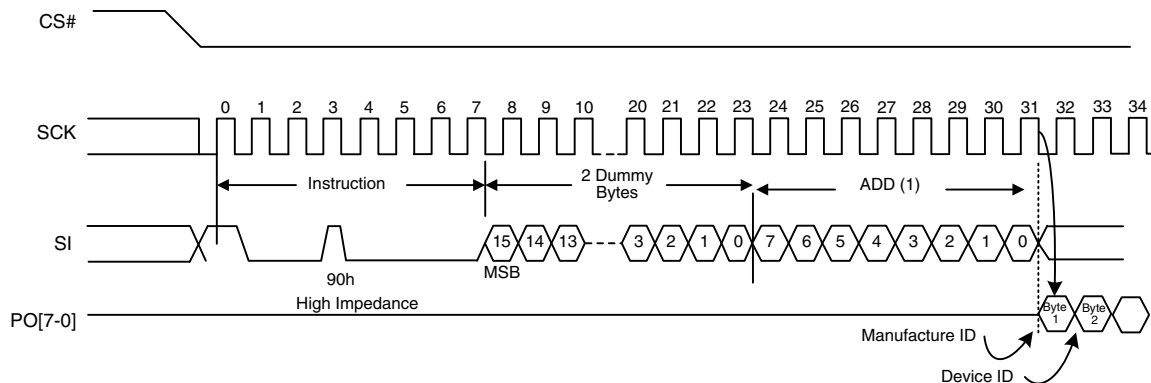 CS#
0 1 2 3 4 5 6 7 8 9 10 20 21 22 23 24 25 26 27 28 29 30 31 32 33 34
SCK
Instruction
2 Dummy
Bytes
ADD (1)
SI
15 14 13 3 2 1 0 7 6 5 4 3 2 1 0
MSB
90h
High Impedance
PO[7-0]
Byte
1
Byte
2
Manufacture ID
Device ID